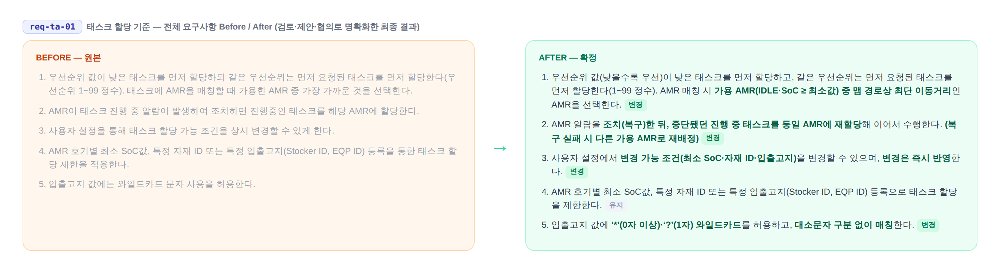 req-ta-01 태스크 할당 기준 — 전체 요구사항 Before / After (검토·제안·협의로 명확화한 최종 결과)
BEFORE — 원본
1. 우선순위 값이 낮은 태스크를 먼저 할당하되 같은 우선순위는 먼저 요청된 태스크를 먼저 할당한다(우
선순위 1~99 정수). 태스크에 AMR을 매칭할 때 가용한 AMR 중 가장 가까운 것을 선택한다.
2. AMR이 태스크 진행 중 알람이 발생하여 조치하면 진행중인 태스크를 해당 AMR에 할당한다.
3. 사용자 설정을 통해 태스크 할당 가능 조건을 상시 변경할 수 있게 한다.
4. AMR 호기별 최소 SoC값, 특정 자재 ID 또는 특정 입출고지(Stocker ID, EQP ID) 등록을 통한 태스크 할
당 제한을 적용한다.
5. 입출고지 값에는 와일드카드 문자 사용을 허용한다.
→
AFTER — 확정
1. 우선순위 값(낮을수록 우선)이 낮은 태스크를 먼저 할당하고, 같은 우선순위는 먼저 요청된 태스크를
먼저 할당한다(1~99 정수). AMR 매칭 시 가용 AMR(IDLE·SoC ≥ 최소값) 중 맵 경로상 최단 이동거리인
AMR을 선택한다. 변경
2. AMR 알람을 조치(복구)한 뒤, 중단됐던 진행 중 태스크를 동일 AMR에 재할당해 이어서 수행한다. (복
구 실패 시 다른 가용 AMR로 재배정) 변경
3. 사용자 설정에서 변경 가능 조건(최소 SoC·자재 ID·입출고지)을 변경할 수 있으며, 변경은 즉시 반영한
다. 변경
4. AMR 호기별 최소 SoC값, 특정 자재 ID 또는 특정 입출고지(Stocker ID, EQP ID) 등록으로 태스크 할당
을 제한한다. 유지
5. 입출고지 값에 ‘*’(0자 이상)·‘?’(1자) 와일드카드를 허용하고, 대소문자 구분 없이 매칭한다. 변경